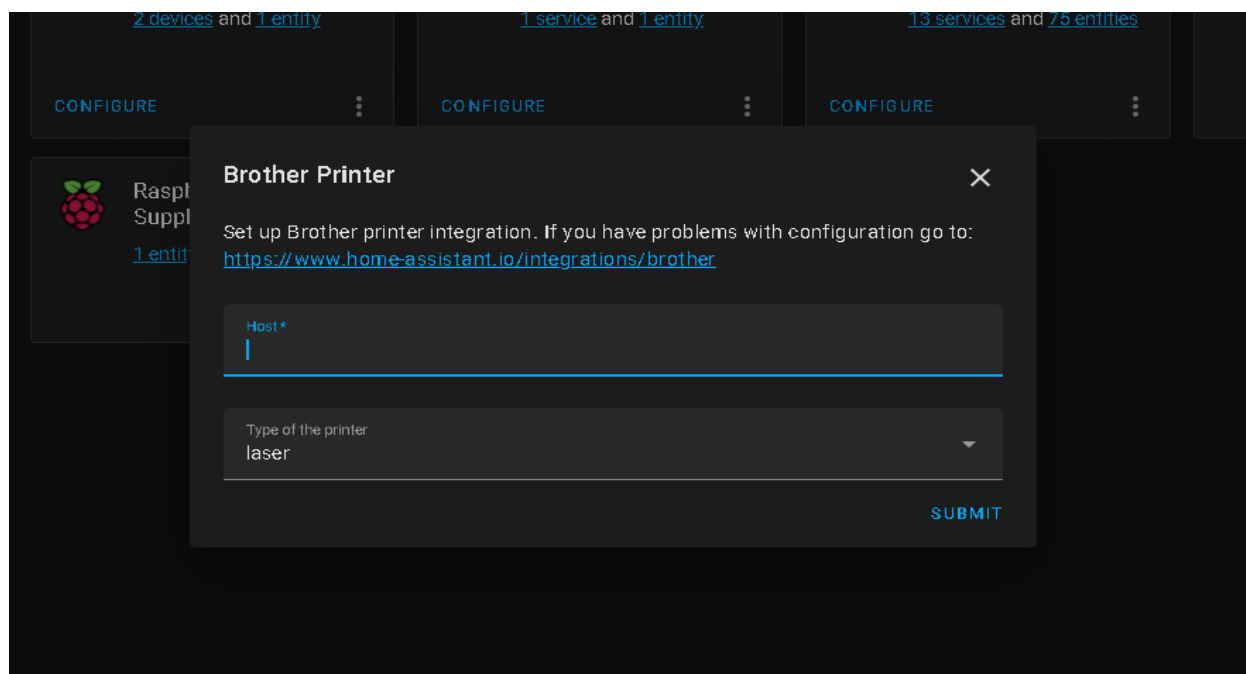 2 devices and 1 entity
1 service and 1 entity
13 services and 75 entities
CONFIGURE
CONFIGURE
CONFIGURE
Brother Printer
Set up Brother printer integration. If you have problems with configuration go to:
https://www.home-assistant.io/integrations/brother
Host*
Type of the printer
laser
SUBMIT